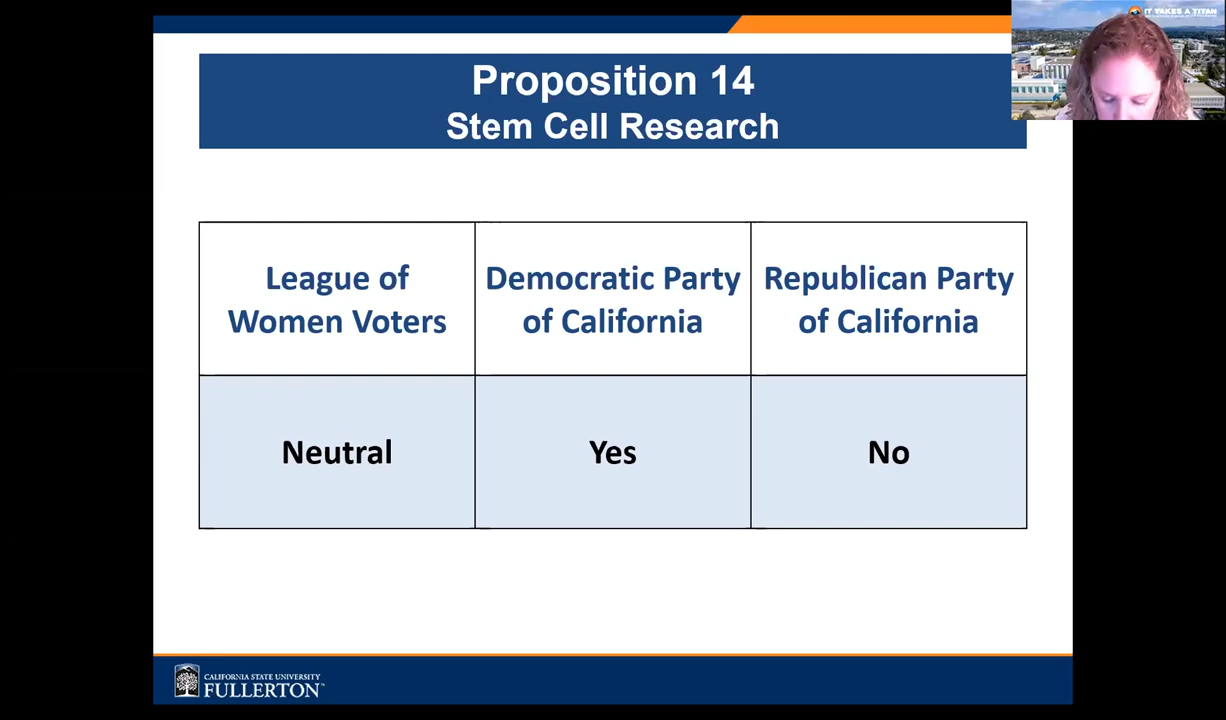 IT TAKES A TITAN
Proposition 14
Stem Cell Research
League of
Women Voters
Democratic Party
of California
Republican Party
of California
Neutral
Yes
No
CALIFORNIA STATE UNIVERSITY
FULLERTON™